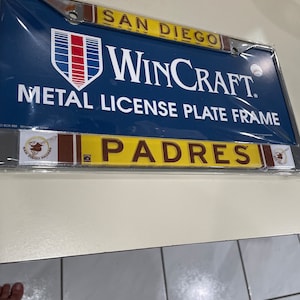 SAN DIEGO
WINCRAFT®
METAL LICENSE PLATE FRAME
PADRES